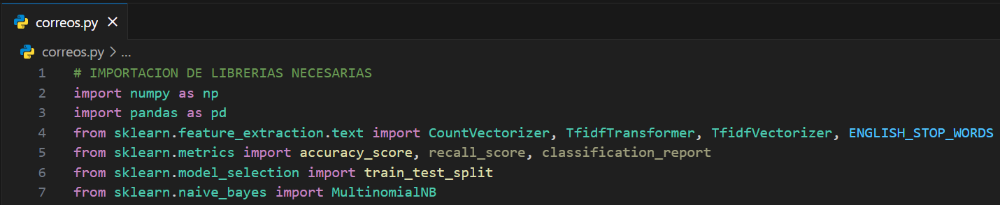 correos.py ×
correos.py > ...
1 # IMPORTACION DE LIBRERIAS NECESARIAS
2 import numpy as np
3 import pandas as pd
4 from sklearn.feature_extraction.text import CountVectorizer, TfidfTransformer, TfidfVectorizer, ENGLISH_STOP_WORDS
5 from sklearn.metrics import accuracy_score, recall_score, classification_report
6 from sklearn.model_selection import train_test_split
7 from sklearn.naive_bayes import MultinomialNB